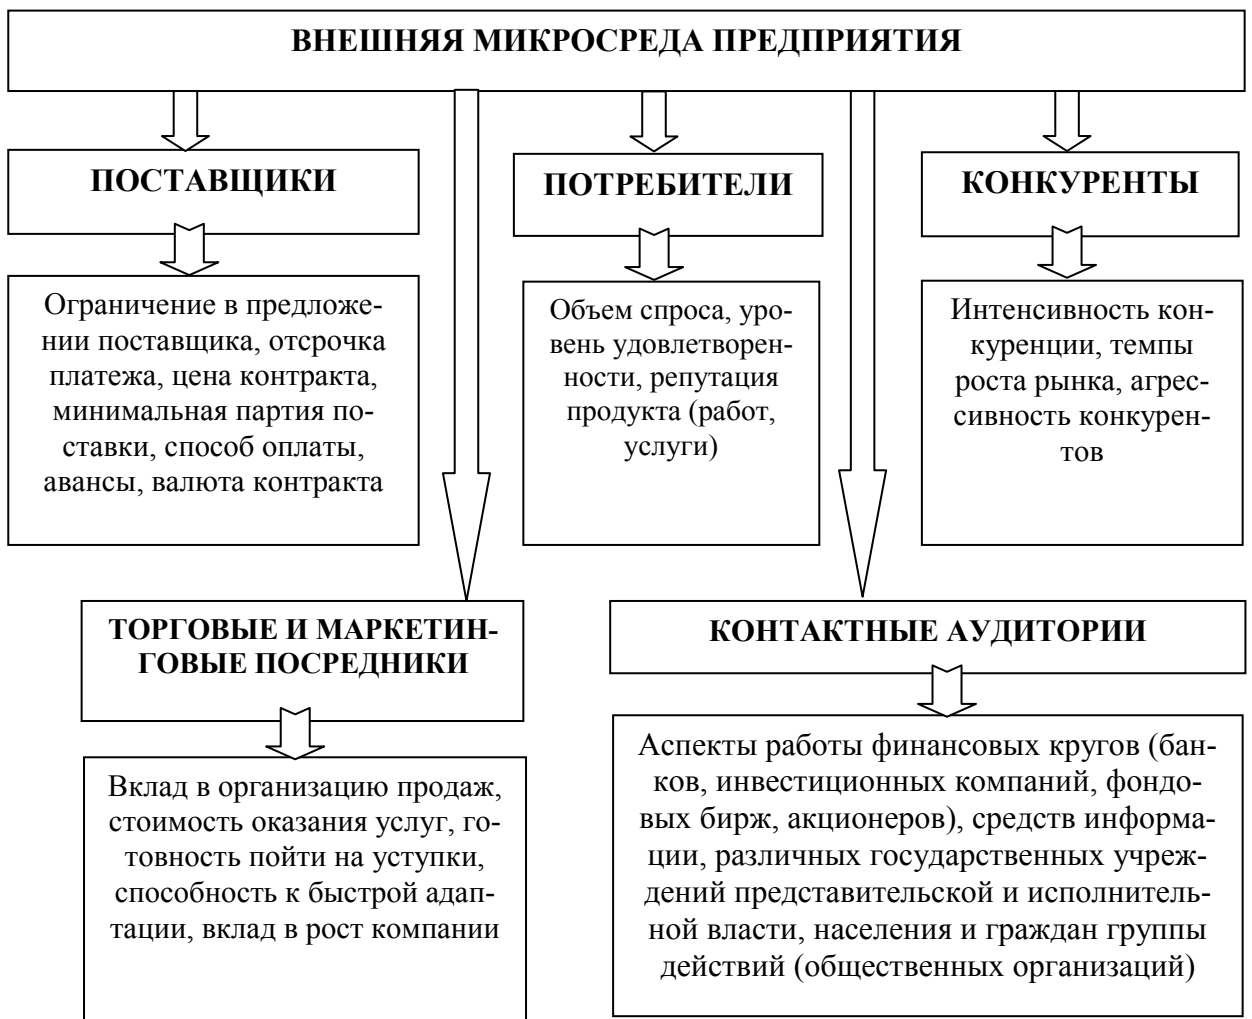 ВНЕШНЯЯ МИКРОСРЕДА ПРЕДПРИЯТИЯ
ПОСТАВЩИКИ
Ограничение в предложе-
нии поставщика, отсрочка
платежа, цена контракта,
минимальная партия по-
ставки, способ оплаты,
авансы, валюта контракта
ПОТРЕБИТЕЛИ
Объем спроса, уро-
вень удовлетворен-
ности, репутация
продукта (работ,
услуги)
КОНКУРЕНТЫ
Интенсивность кон-
куренции, темпы
роста рынка, агрес-
сивность конкурен-
тов
ТОРГОВЫЕ И МАРКЕТИН-
ГОВЫЕ ПОСРЕДНИКИ
Вклад в организацию продаж,
стоимость оказания услуг, го-
товность пойти на уступки,
способность к быстрой адап-
тации, вклад в рост компании
КОНТАКТНЫЕ АУДИТОРИИ
Аспекты работы финансовых кругов (бан-
ков, инвестиционных компаний, фондо-
вых бирж, акционеров), средств информа-
ции, различных государственных учреж-
дений представительской и исполнитель-
ной власти, населения и граждан группы
действий (общественных организаций)